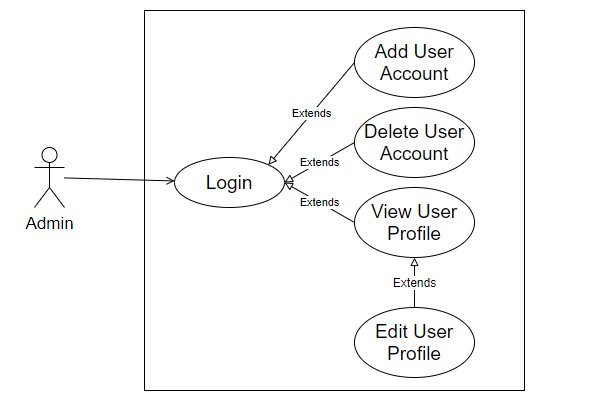 Add User
Account
Extends
Delete User
Account
Extends
Login
Extends
View User
Profile
Admin
Extends
Edit User
Profile